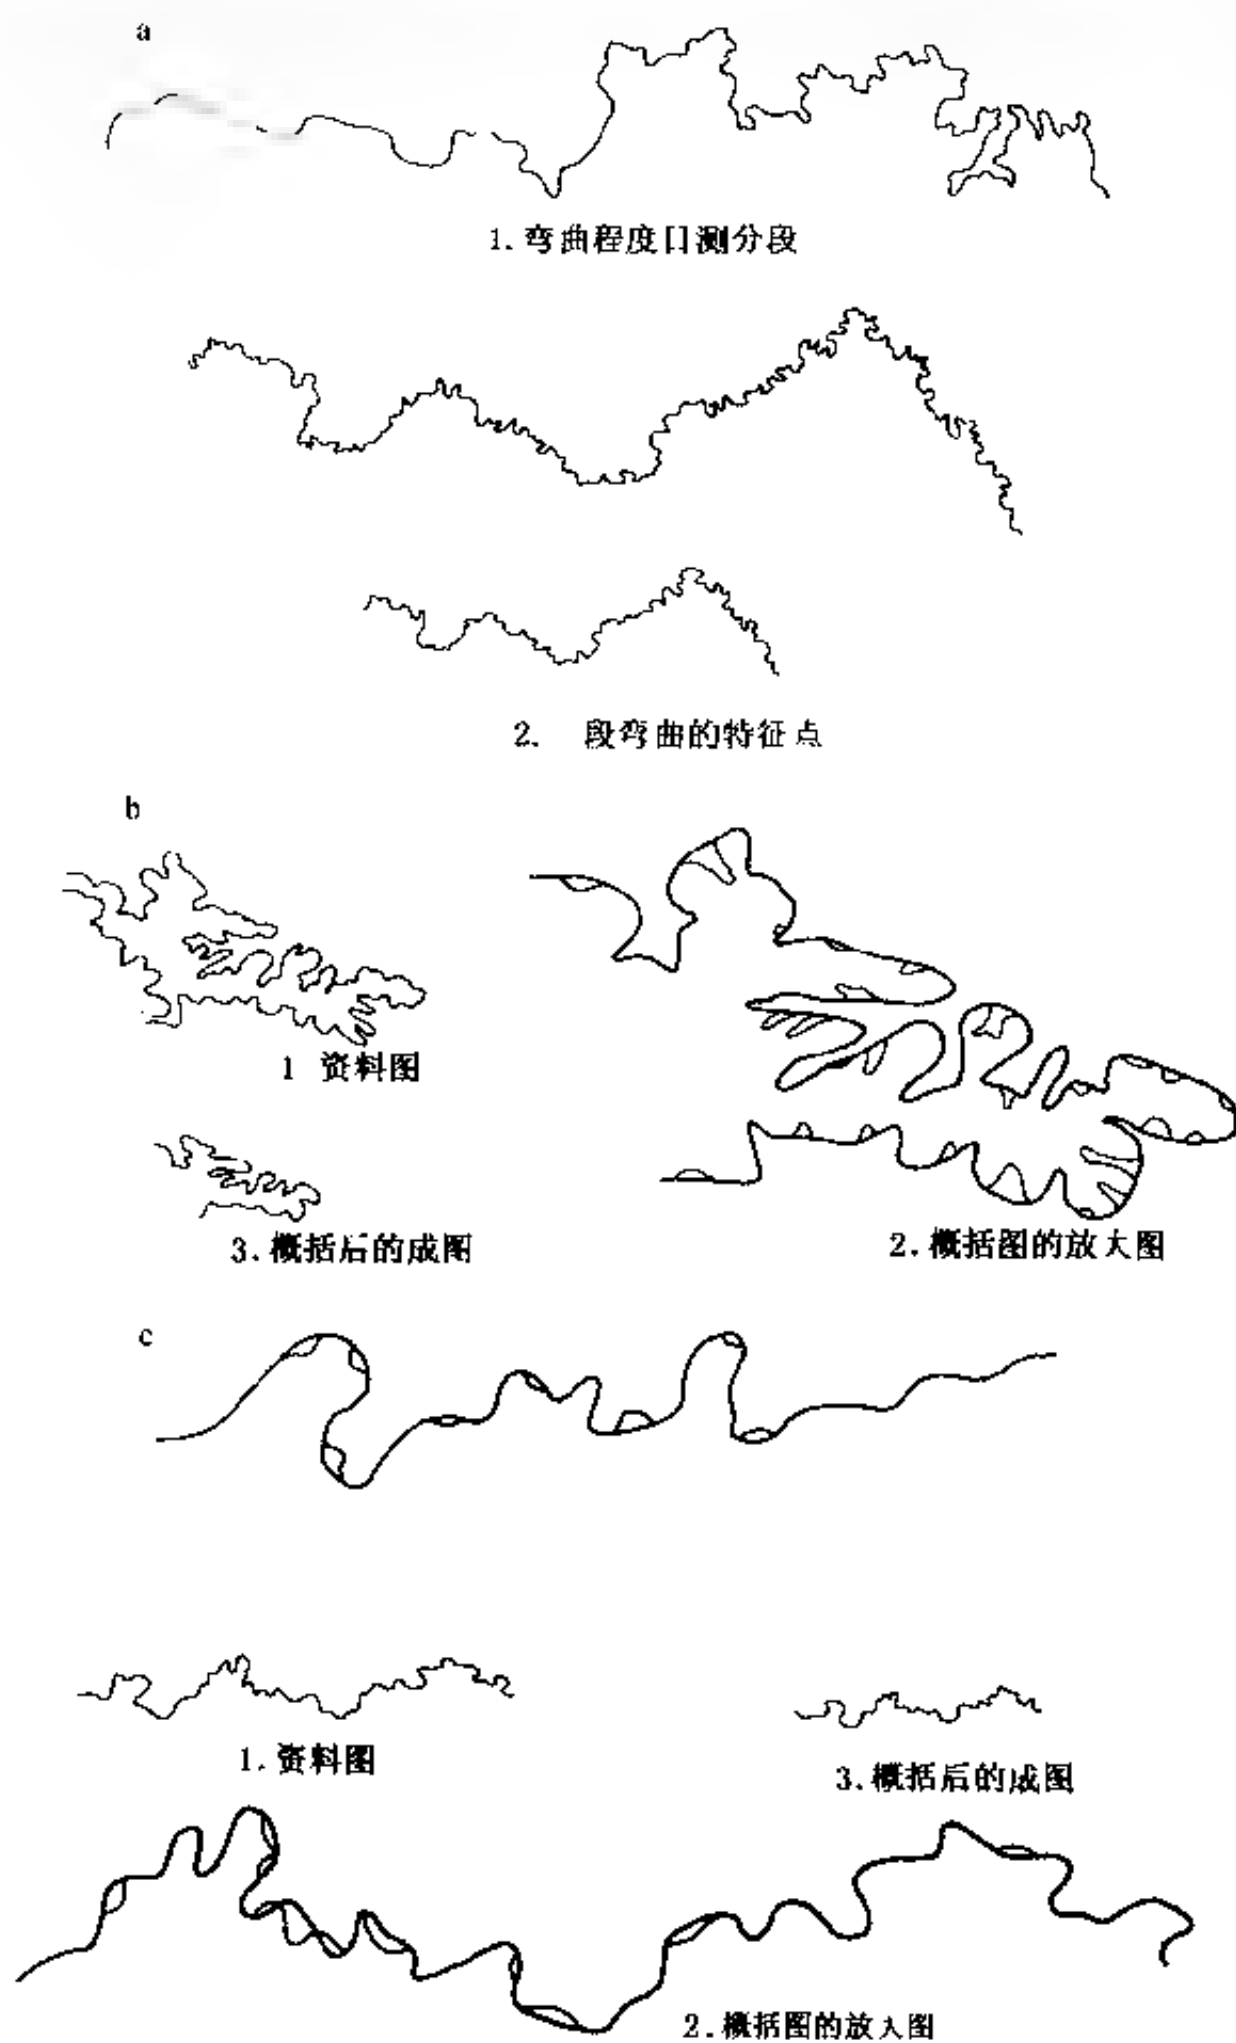 a
1.弯曲程度目测分段
2. 段弯曲的特征点
b
1 资料图
3.概括后的成图
2.概括图的放大图
c
1.资料图
3.概括后的成图
2.概括图的放大图